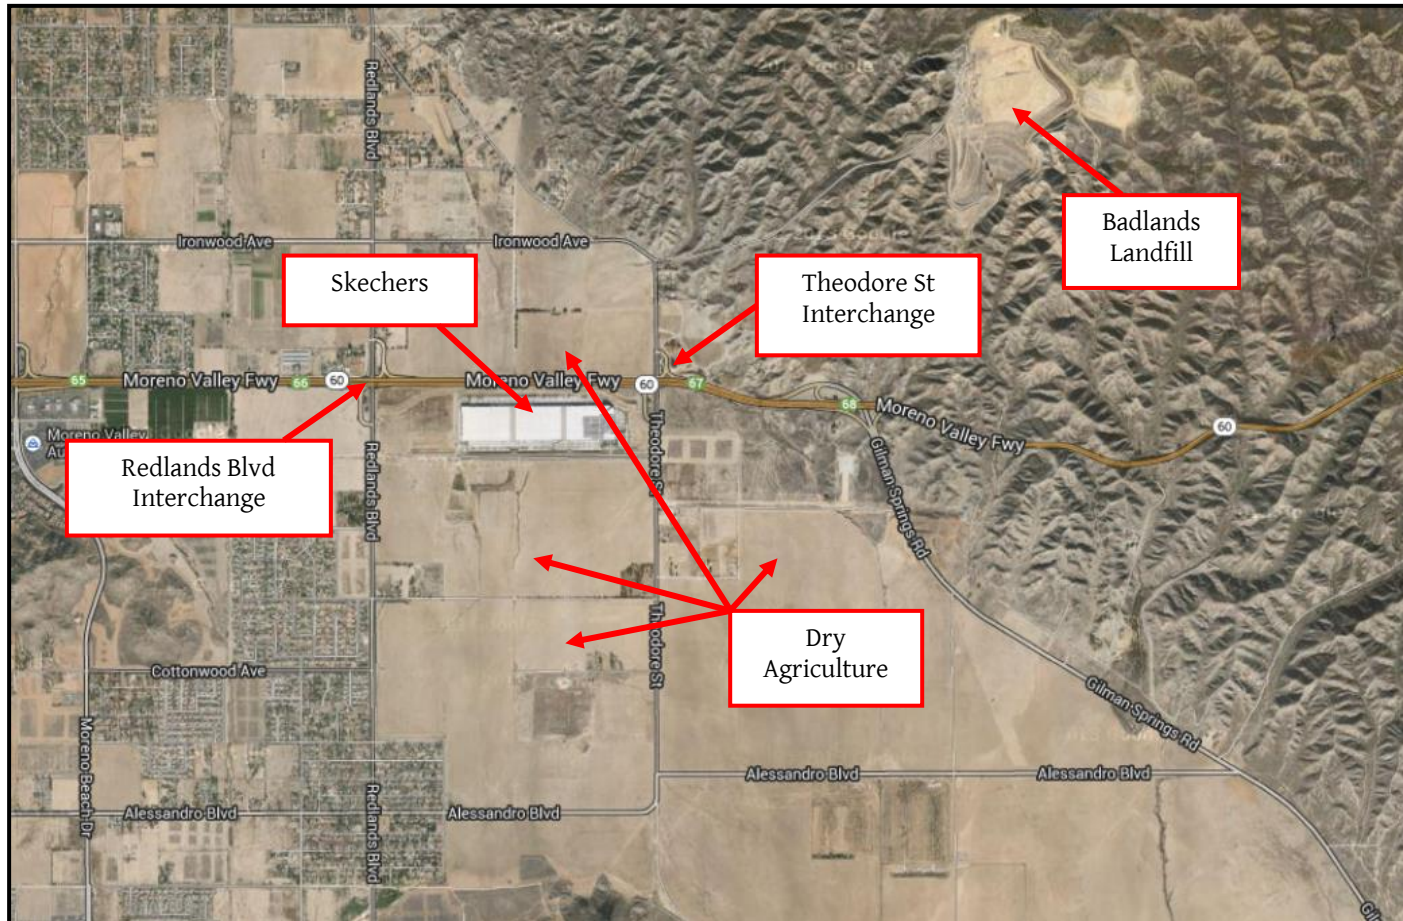 Redlands Blvd
Ironwood Ave
Ironwood Ave
Badlands
Landfill
Skechers
Theodore St
Interchange
65
Moreno Valley Fwy
66
60
Moreno Valley Fwy
60
67
68
Moreno Valley Fwy
60
Moreno Valley
Au
Redlands Blvd
Interchange
Redlands Blvd
Theodore St
Gilman Springs Rd
Dry
Agriculture
Theodore St
Cottonwood Ave
Gilman Springs Rd
Moreno Beach Dr
Redlands Blvd
Alessandro Blvd
Alessandro Blvd
Alessandro Blvd
Alessandro Blvd